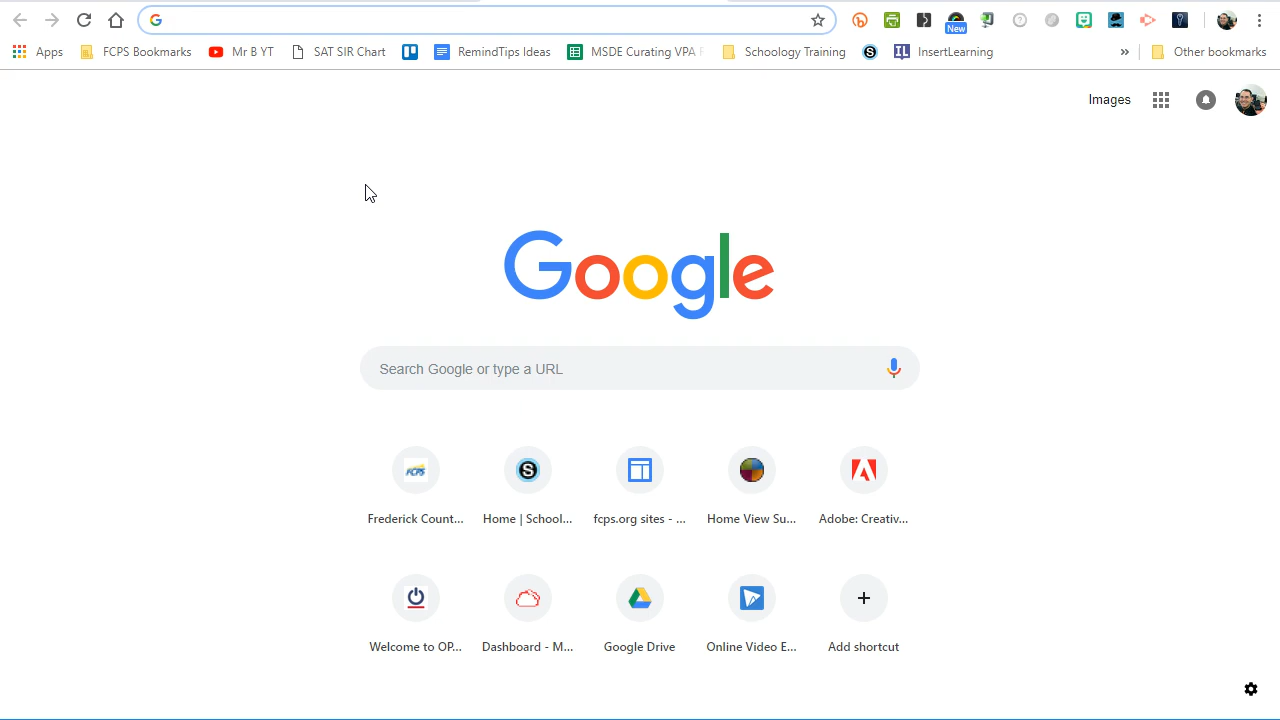 New
Apps
FCPS Bookmarks
Mr B YT
SAT SIR Chart
RemindTips Ideas
MSDE Curating VPA
Schoology Training
InsertLearning
Other bookmarks
Images
Google
Search Google or type a URL
Frederick Count...
Home | School...
fcps.org sites - ...
Home View Su...
Adobe: Creativ...
Welcome to OP...
Dashboard - M...
Google Drive
Online Video E...
Add shortcut